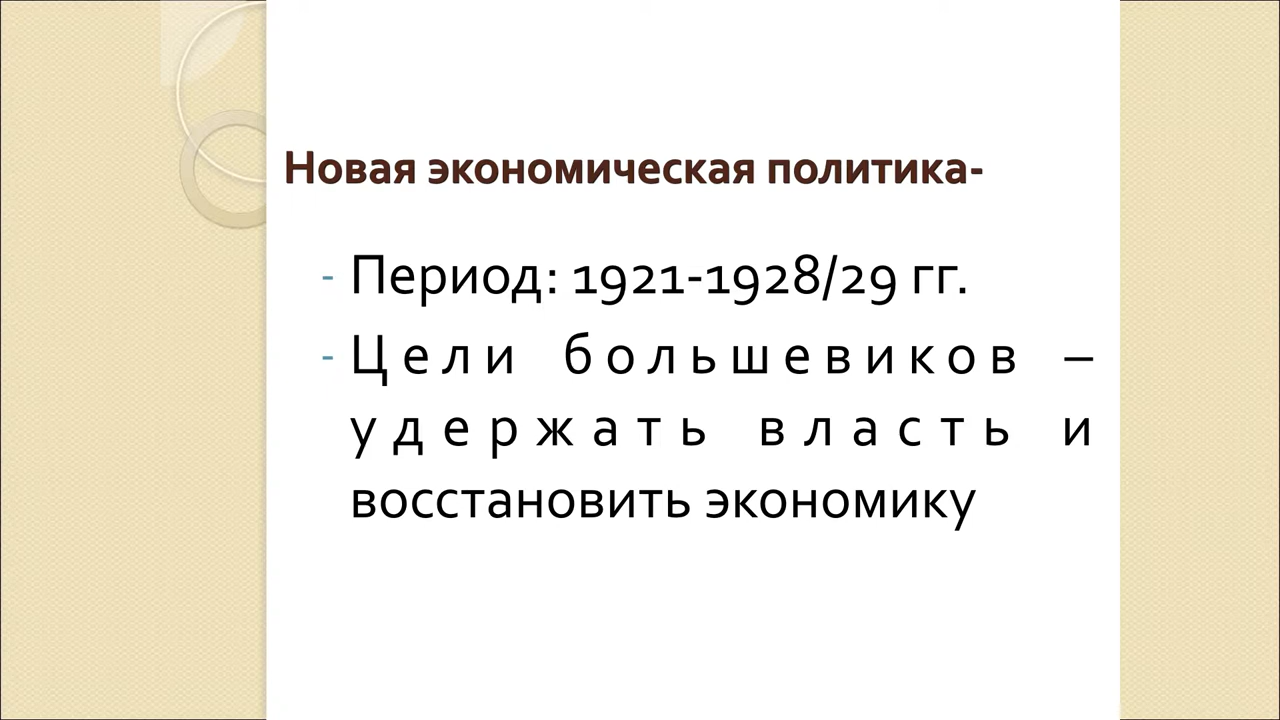 Новая экономическая политика-
- Период: 1921-1928/29 гг.
- Цели большевиков –
удержать власть и
восстановить экономику